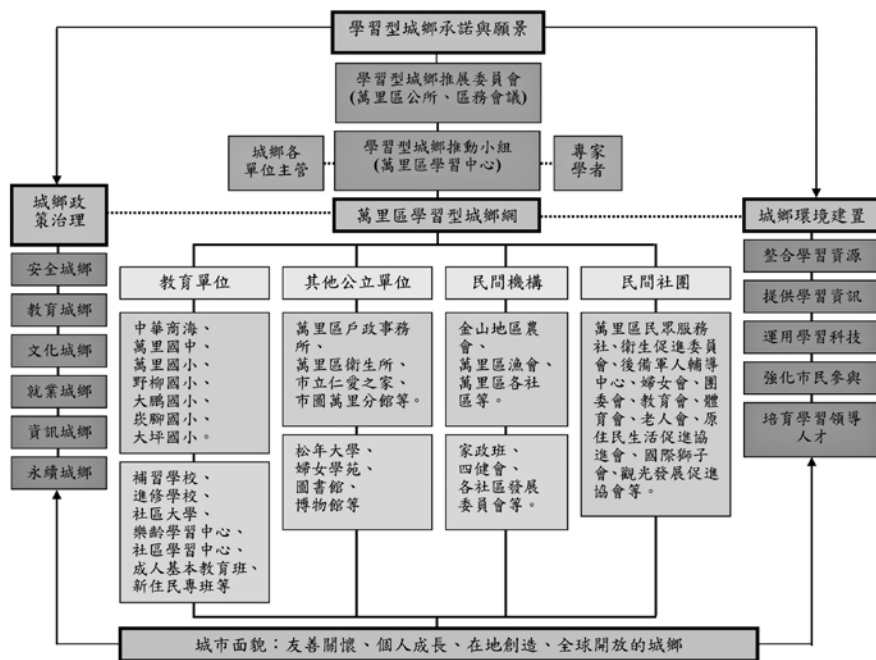 學習型城鄉承諾與願景
學習型城鄉推展委員會
(萬里區公所、區務會議)
城鄉各
單位主管
學習型城鄉推動小組
(萬里區學習中心)
專家
學者
城鄉政
策治理
萬里區學習型城鄉網
城鄉環境建置
安全城鄉
教育城鄉
文化城鄉
就業城鄉
資訊城鄉
永續城鄉
教育單位
中華商海、
萬里國中、
萬里國小、
野柳國小、
大鵬國小、
崁腳國小、
大坪國小。
補習學校、
進修學校、
社區大學、
樂齡學習中心、
社區學習中心、
成人基本教育班、
新住民專班等
其他公立單位
萬里區戶政事務
所、
萬里區衛生所、
市立仁愛之家、
市圖萬里分館等。
松年大學、
婦女學苑、
圖書館、
博物館等
民間機構
金山地區農
會、
萬里區漁會、
萬里區各社
區等。
家政班、
四健會、
各社區發展
委員會等。
民間社團
萬里區民眾服務
社、衛生促進委員
會、後備軍人輔導
中心、婦女會、團
委會、教育會、體
育會、老人會、原
住民生活促進協
進會、國際獅子
會、觀光發展促進
協會等。
整合學習資源
提供學習資訊
運用學習科技
強化市民參與
培育學習領導
人才
城市面貌：友善關懷、個人成長、在地創造、全球開放的城鄉